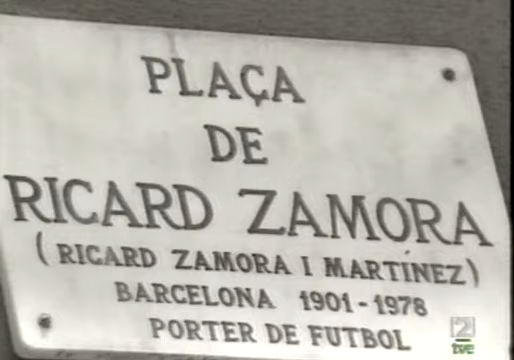 PLAÇA
DE
RICARD ZAMORA
(RICARD ZAMORA I MARTÍNEZ)
BARCELONA 1901-1978
PORTER DE FUTBOL
2
tve